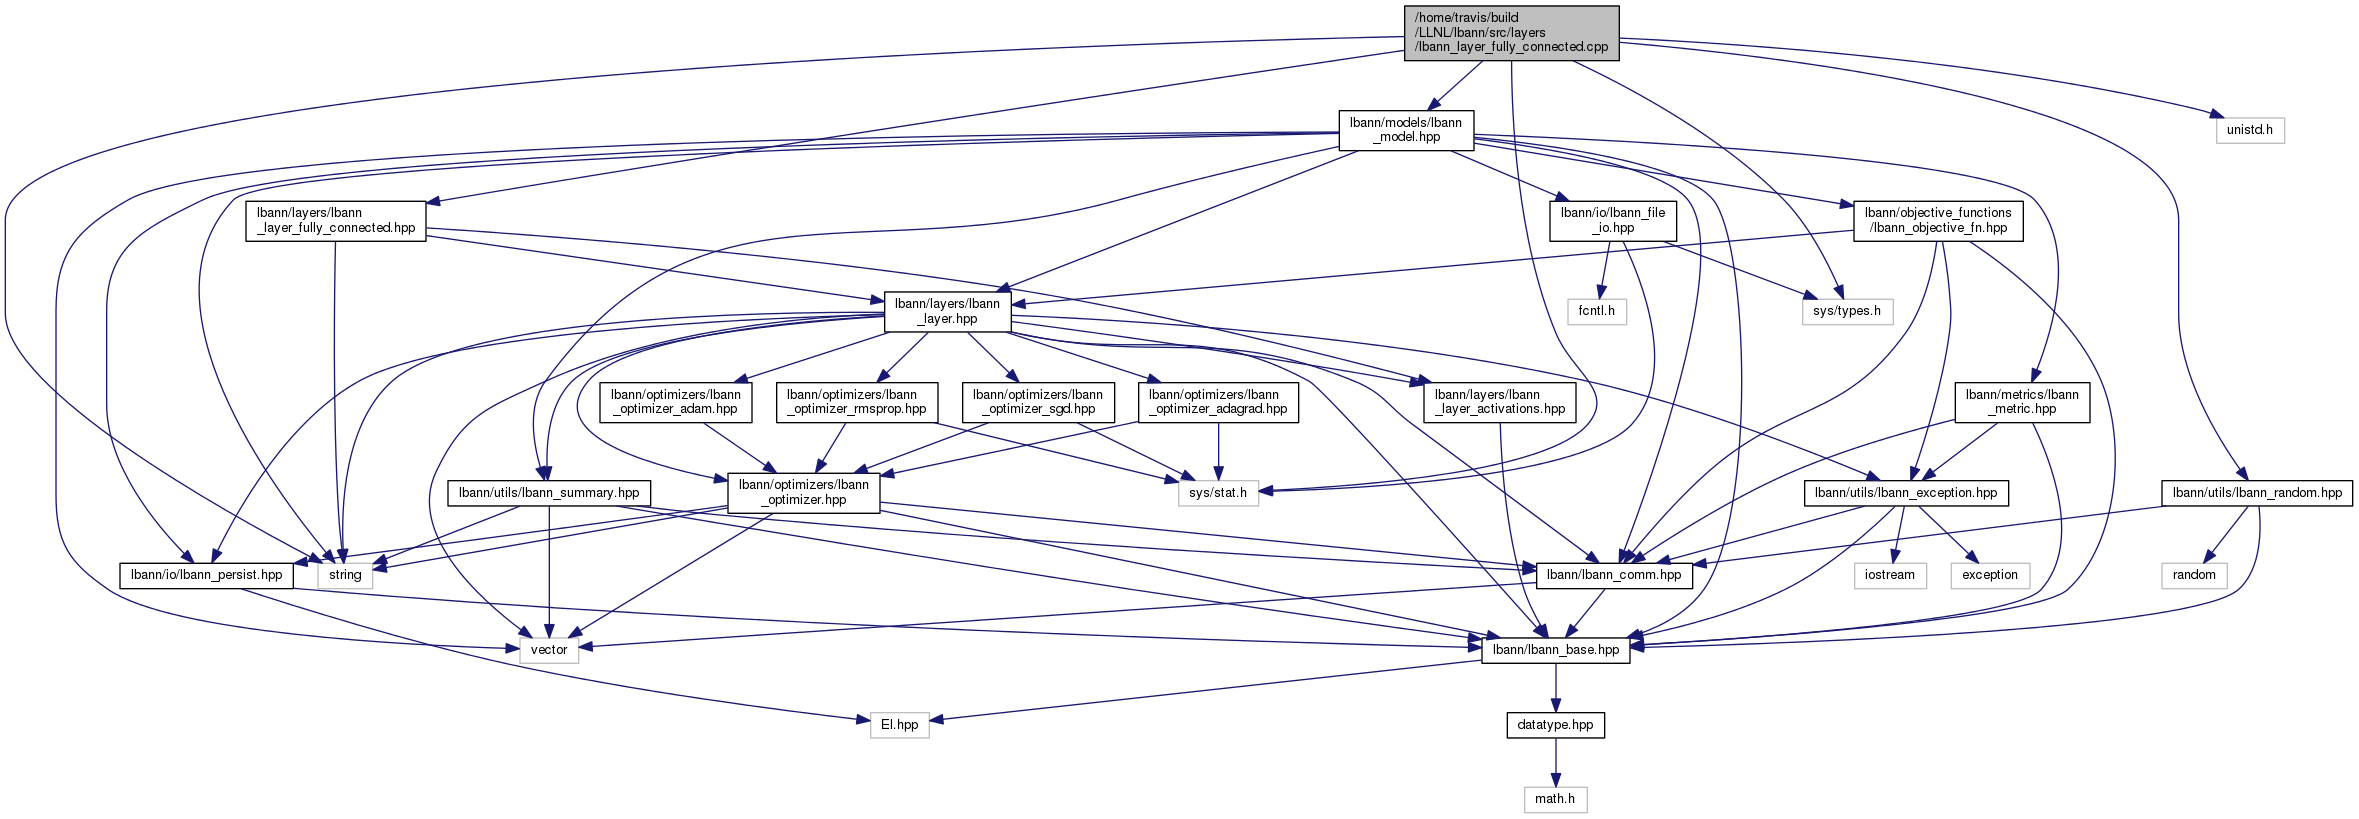 /home/travis/build
/LLNL/lbann/src/layers
/lbann_layer_fully_connected.cpp
lbann/models/lbann
_model.hpp
unistd.h
lbann/layers/lbann
_layer_fully_connected.hpp
lbann/io/lbann_file
_io.hpp
lbann/objective_functions
/lbann_objective_fn.hpp
lbann/layers/lbann
_layer.hpp
fcntl.h
sys/types.h
lbann/optimizers/lbann
_optimizer_adam.hpp
lbann/optimizers/lbann
_optimizer_rmsprop.hpp
lbann/optimizers/lbann
_optimizer_sgd.hpp
lbann/optimizers/lbann
_optimizer_adagrad.hpp
lbann/layers/lbann
_layer_activations.hpp
lbann/metrics/lbann
_metric.hpp
lbann/utils/lbann_summary.hpp
lbann/optimizers/lbann
_optimizer.hpp
sys/stat.h
lbann/utils/lbann_exception.hpp
lbann/utils/lbann_random.hpp
lbann/io/lbann_persist.hpp
string
lbann/lbann_comm.hpp
iostream
exception
random
vector
lbann/lbann_base.hpp
El.hpp
datatype.hpp
math.h